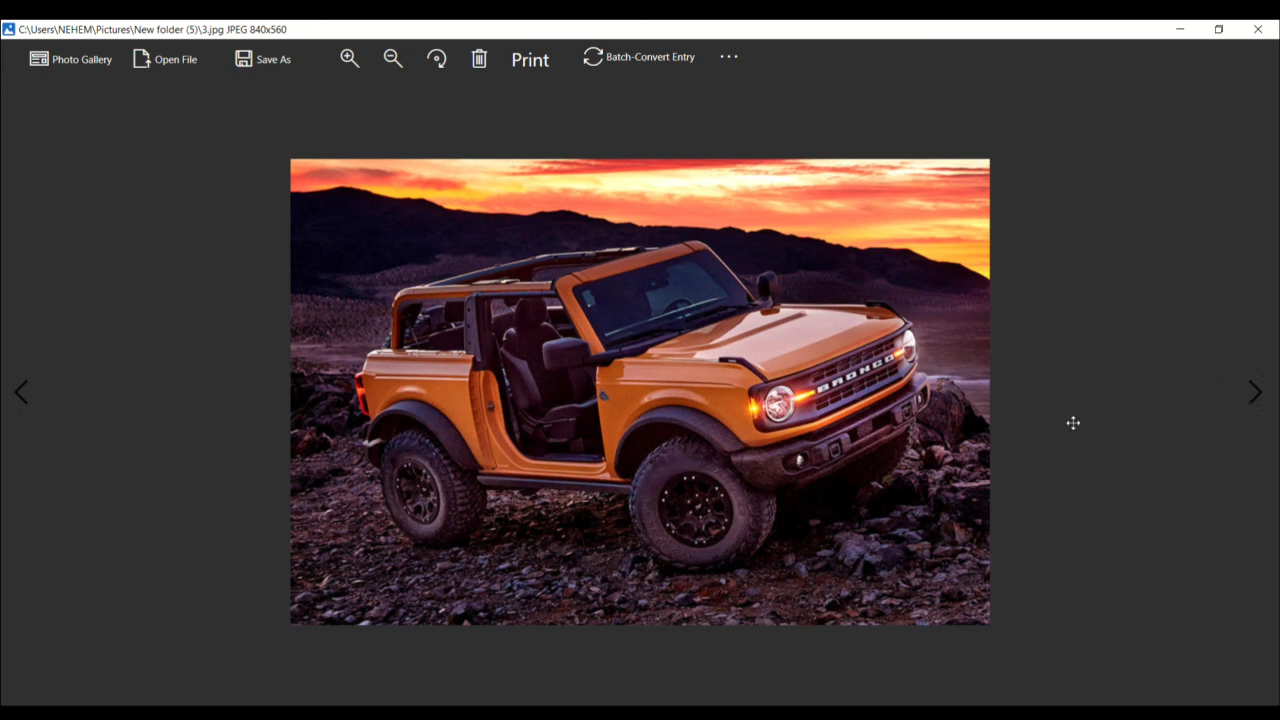 C:\Users\NEHEM\Pictures\New folder (5)\3.jpg JPEG 840x560
Photo Gallery Open File Save As Print Batch-Convert Entry
BRONCO